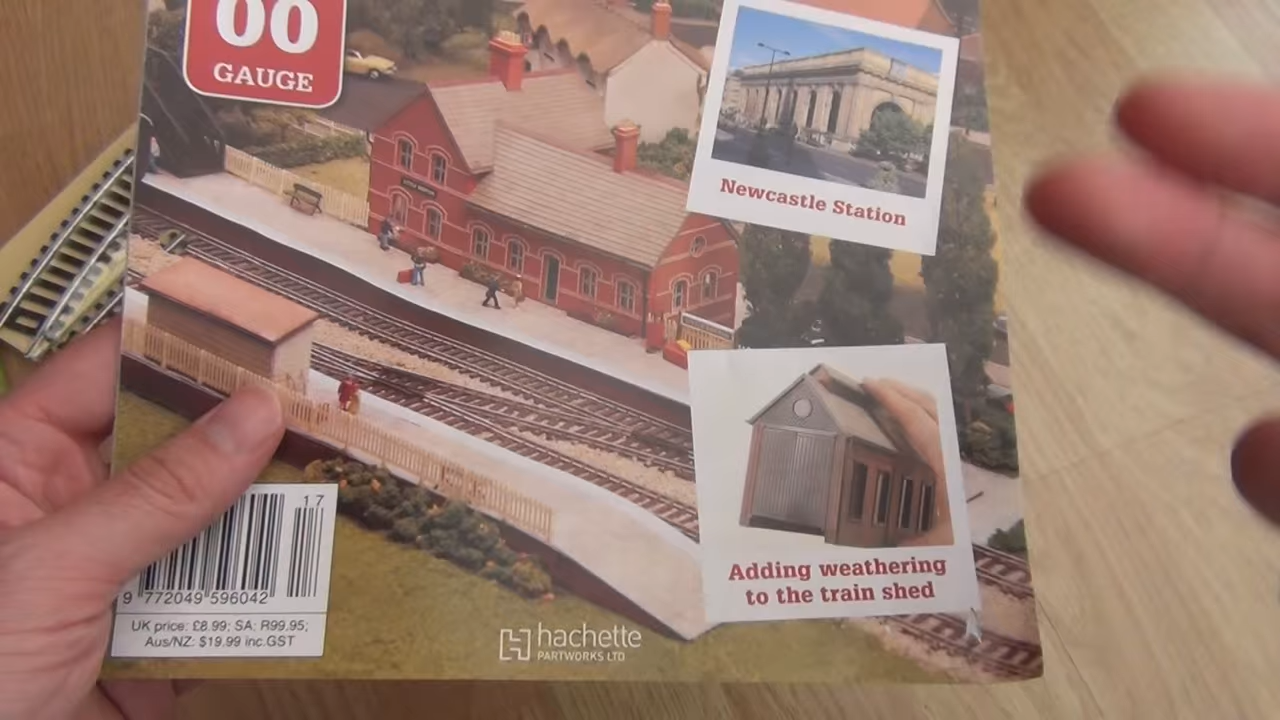 00
GAUGE
Newcastle Station
Adding weathering
to the train shed
17
9 772049 596042
UK price: £8.99; SA: R99.95;
Aus/NZ: $19.99 inc.GST
hachette
PARTWORKS LTD